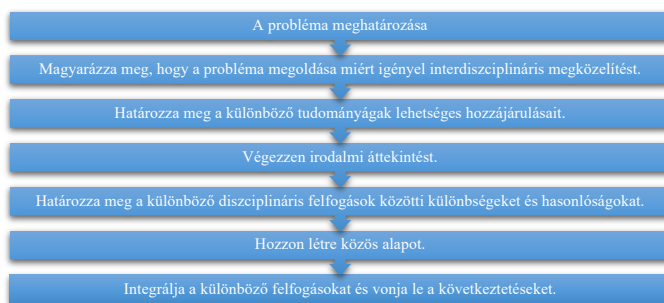 A probléma meghatározása
Magyarázza meg, hogy a probléma megoldása miért igényel interdiszciplináris megközelítést.
Határozza meg a különböző tudományágak lehetséges hozzájárulásait.
Végezzen irodalmi áttekintést.
Határozza meg a különböző diszciplináris felfogások közötti különbségeket és hasonlóságokat.
Hozzon létre közös alapot.
Integrálja a különböző felfogásokat és vonja le a következtetéseket.